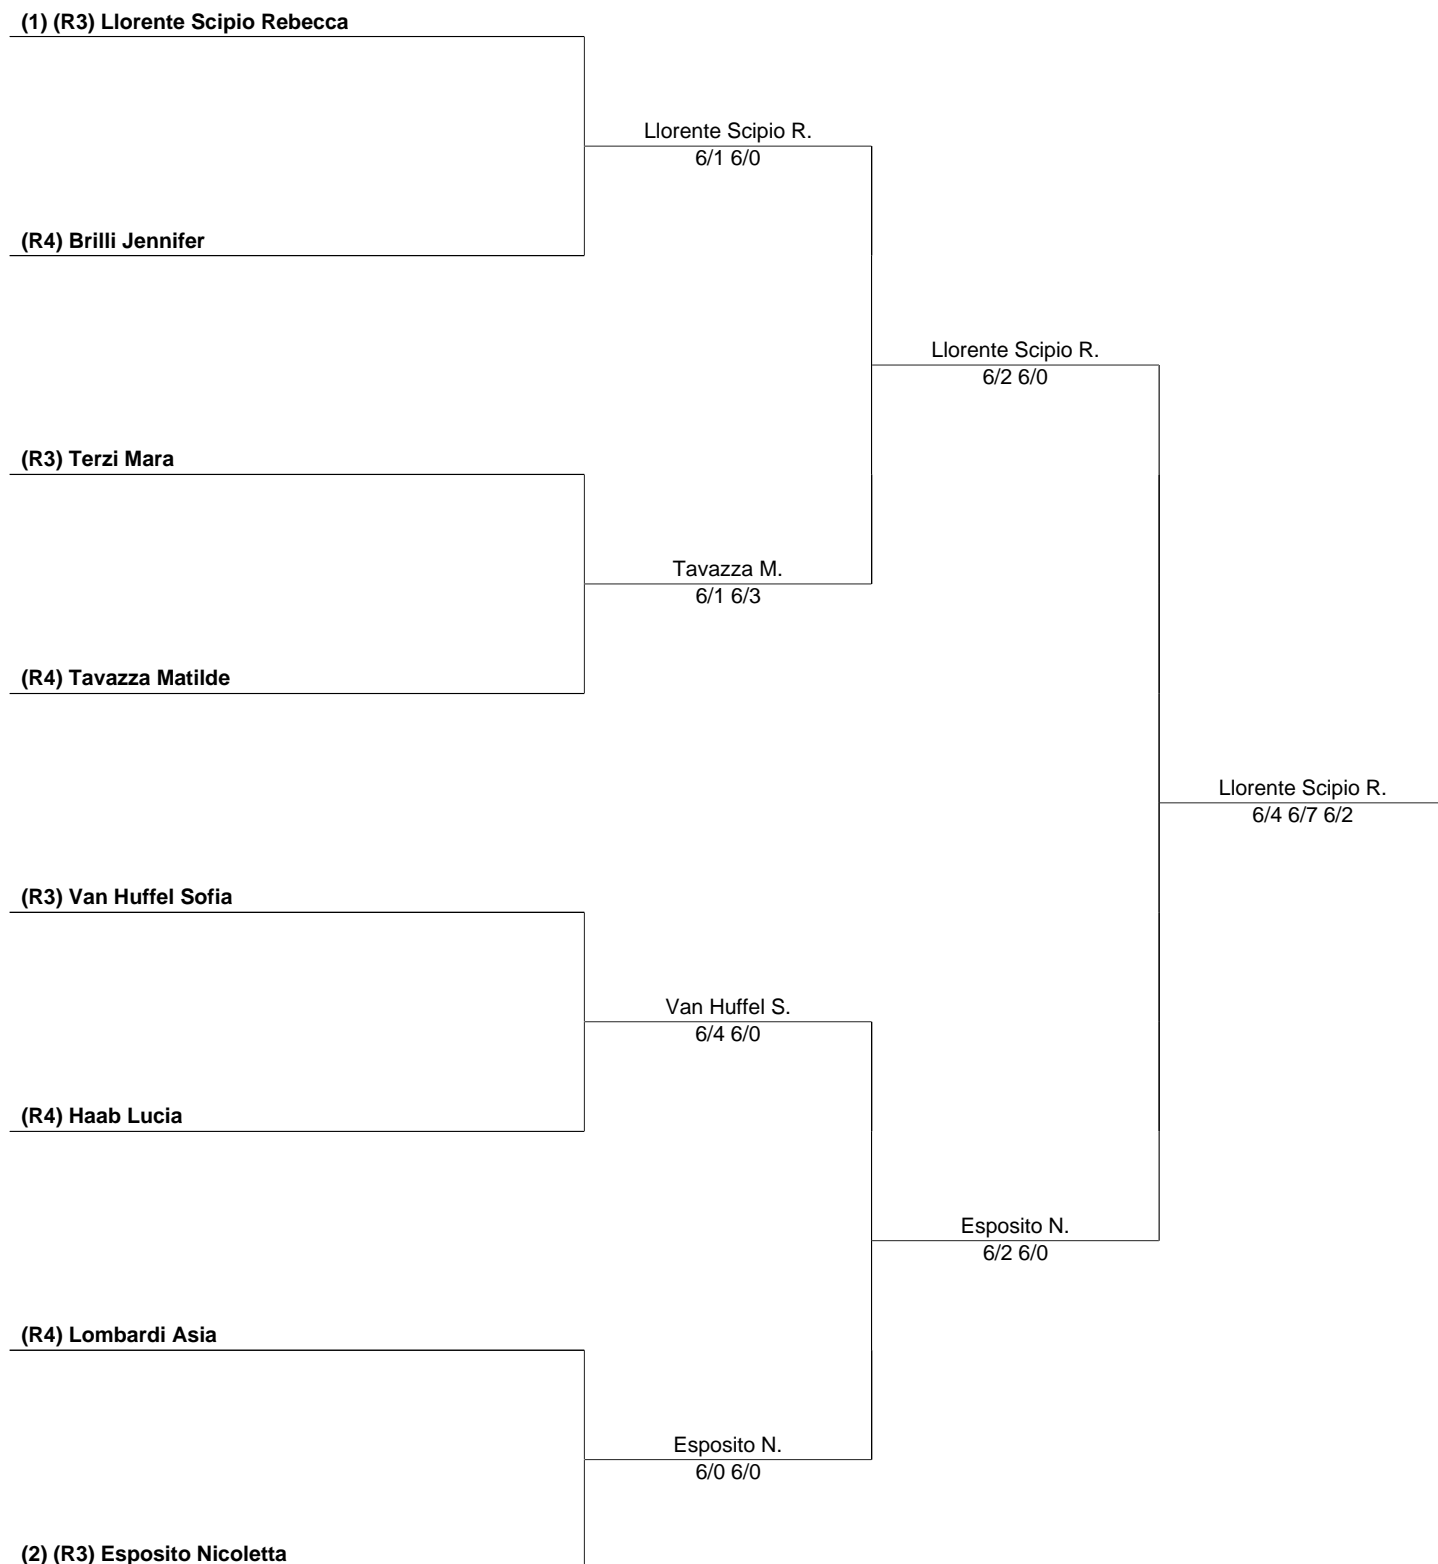 (1) (R3) Llorente Scipio Rebecca
Llorente Scipio R.
6/1 6/0
(R4) Brilli Jennifer
Llorente Scipio R.
6/2 6/0
(R3) Terzi Mara
Tavazza M.
6/1 6/3
(R4) Tavazza Matilde
Llorente Scipio R.
6/4 6/7 6/2
(R3) Van Huffel Sofia
Van Huffel S.
6/4 6/0
(R4) Haab Lucia
Esposito N.
6/2 6/0
(R4) Lombardi Asia
Esposito N.
6/0 6/0
(2) (R3) Esposito Nicoletta